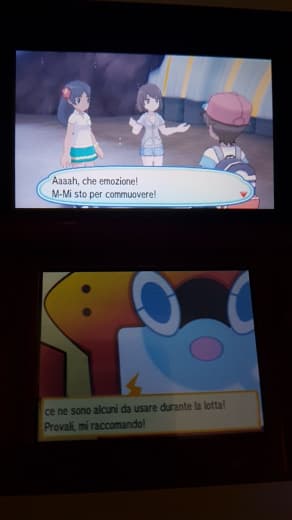 Aaaah, che emozione!
M-Mi sto per commuovere!
ce ne sono alcuni da usare durante la lotta!
Provali, mi raccomando!